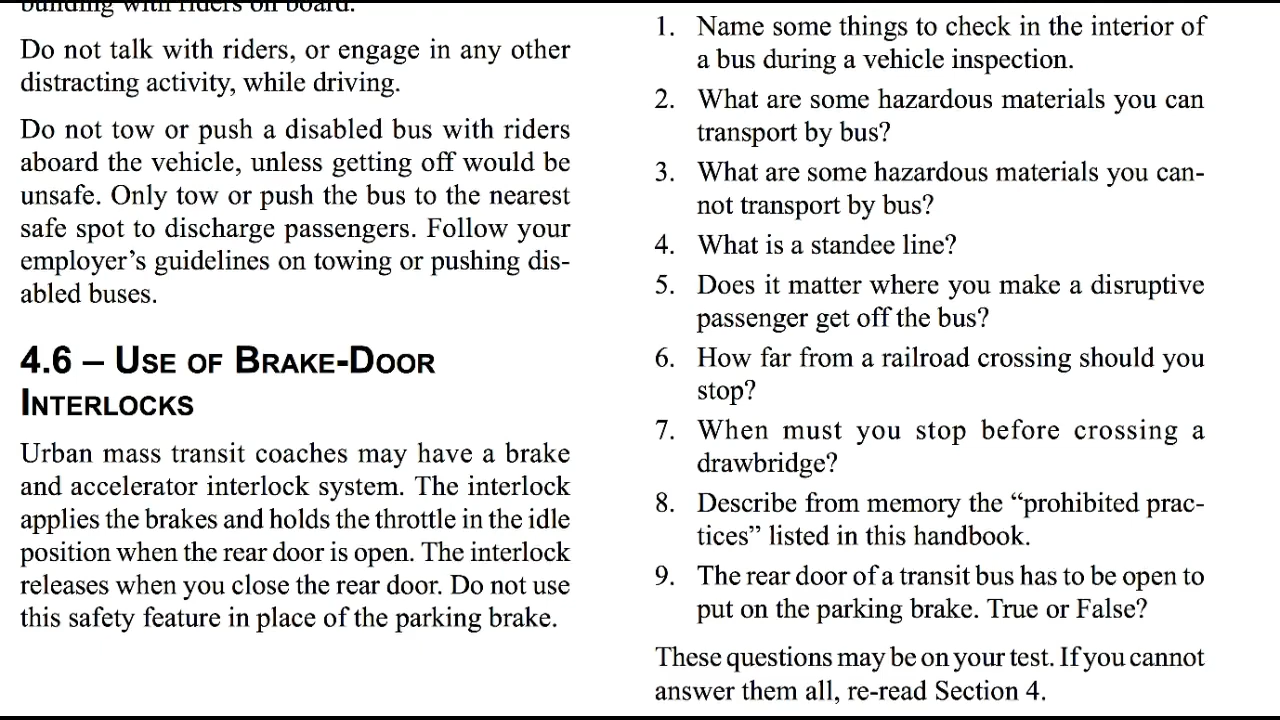 building with riders on board.
Do not talk with riders, or engage in any other
distracting activity, while driving.
Do not tow or push a disabled bus with riders
aboard the vehicle, unless getting off would be
unsafe. Only tow or push the bus to the nearest
safe spot to discharge passengers. Follow your
employer’s guidelines on towing or pushing dis-
abled buses.
4.6 – USE OF BRAKE-DOOR
INTERLOCKS
Urban mass transit coaches may have a brake
and accelerator interlock system. The interlock
applies the brakes and holds the throttle in the idle
position when the rear door is open. The interlock
releases when you close the rear door. Do not use
this safety feature in place of the parking brake.
1. Name some things to check in the interior of
a bus during a vehicle inspection.
2. What are some hazardous materials you can
transport by bus?
3. What are some hazardous materials you can-
not transport by bus?
4. What is a standee line?
5. Does it matter where you make a disruptive
passenger get off the bus?
6. How far from a railroad crossing should you
stop?
7. When must you stop before crossing a
drawbridge?
8. Describe from memory the “prohibited prac-
tices” listed in this handbook.
9. The rear door of a transit bus has to be open to
put on the parking brake. True or False?
These questions may be on your test. If you cannot
answer them all, re-read Section 4.